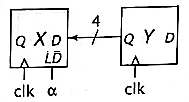 4
Q X D
Q Y D
LD̅
clk α
clk